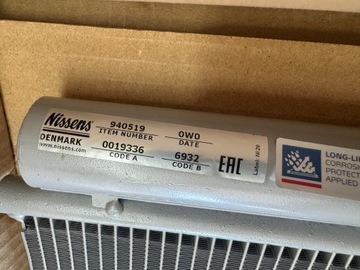 Nissens
DENMARK
www.nissens.com
940519
ITEM NUMBER
0W0
DATE
0019336
CODE A
6932
CODE B
EAC
LONG-LI
CORROSI
PROTEC
APPLIED